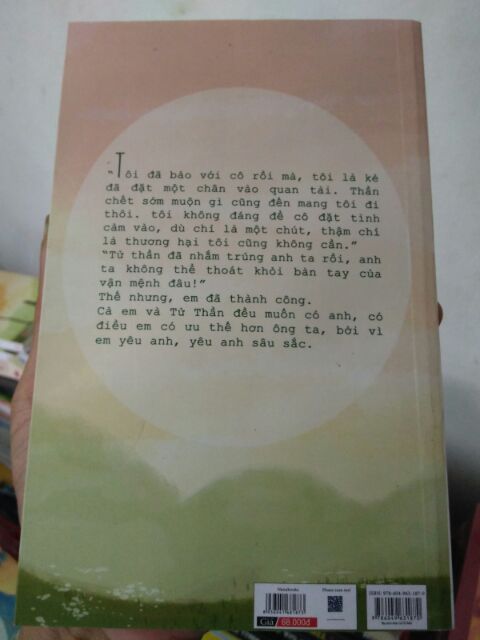 "Tôi đã bảo với cô rồi mà, tôi là kẻ
đã đặt một chân vào quan tài. Thần
chết sớm muộn gì cũng đến mang tôi đi
thôi. tôi không đáng để cô đặt tình
cảm vào, dù chỉ là một chút, thậm chí
là thương hại tôi cũng không cần."
"Tử thần đã nhắm trúng anh ta rồi, anh
ta không thể thoát khỏi bàn tay của
vận mệnh đâu!"
Thế nhưng, em đã thành công.
Cả em và Tử Thần đều muốn có anh, có
điều em có ưu thế hơn ông ta, bởi vì
em yêu anh, yêu anh sâu sắc.
Giá 68.000đ